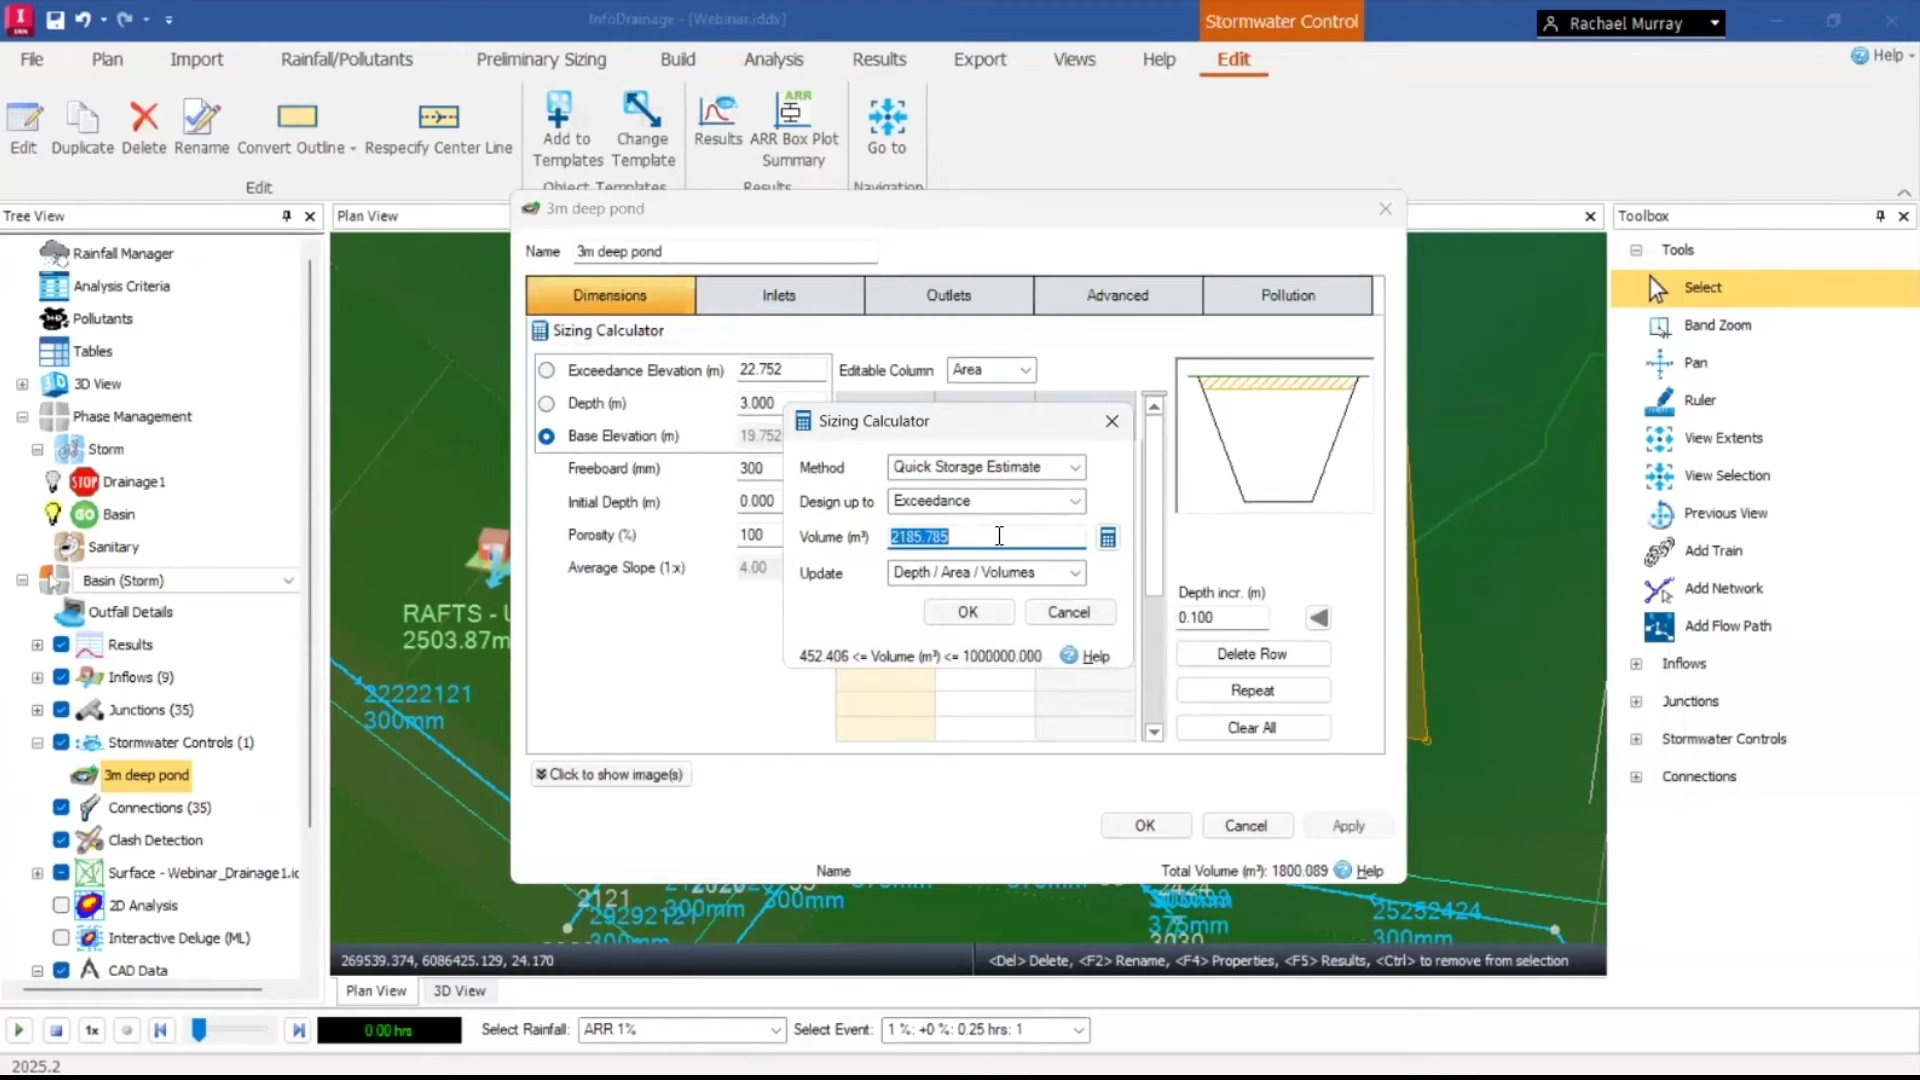 InfoDrainage - [Webinar.iddx]
Stormwater Control
Rachael Murray
File Plan Import Rainfall/Pollutants Preliminary Sizing Build Analysis Results Export Views Help Edit
Help
Edit Duplicate Delete Rename Convert Outline Respecify Center Line
Add to Templates
Change Template
Results
ARR Box Plot Summary
Go to
Edit
Object Templates
Results
Navigation
Tree View
Rainfall Manager
Analysis Criteria
Pollutants
Tables
3D View
Phase Management
Storm
STOP Drainage1
GO Basin
Sanitary
Basin (Storm)
Outfall Details
Results
Inflows (9)
Junctions (35)
Stormwater Controls (1)
3m deep pond
Connections (35)
Clash Detection
Surface - Webinar_Drainage1.ic
2D Analysis
Interactive Deluge (ML)
CAD Data
Plan View
RAFTS - U
2503.87m
22222121
300mm
3m deep pond
Name 3m deep pond
Dimensions Inlets Outlets Advanced Pollution
Sizing Calculator
Exceedance Elevation (m) 22.752
Depth (m) 3.000
Base Elevation (m) 19.752
Freeboard (mm) 300
Initial Depth (m) 0.000
Porosity (%) 100
Average Slope (1:x) 4.00
Editable Column Area
Sizing Calculator
Method Quick Storage Estimate
Design up to Exceedance
Volume (m³) 2185.785
Update Depth / Area / Volumes
OK Cancel
452.406 <= Volume (m³) <= 1000000.000 Help
Depth incr. (m)
0.100
Delete Row
Repeat
Clear All
Click to show image(s)
OK Cancel Apply
Name
Total Volume (m³): 1800.089 Help
2121
300mm
300mm
375mm
3030
25252424
300mm
269539.374, 6086425.129, 24.170
<Del> Delete, <F2> Rename, <F4> Properties, <F5> Results, <Ctrl> to remove from selection
Plan View 3D View
Toolbox
Tools
Select
Band Zoom
Pan
Ruler
View Extents
View Selection
Previous View
Add Train
Add Network
Add Flow Path
Inflows
Junctions
Stormwater Controls
Connections
1x
0.00 hrs
Select Rainfall: ARR 1%
Select Event: 1 %: +0 %: 0.25 hrs: 1
2025.2